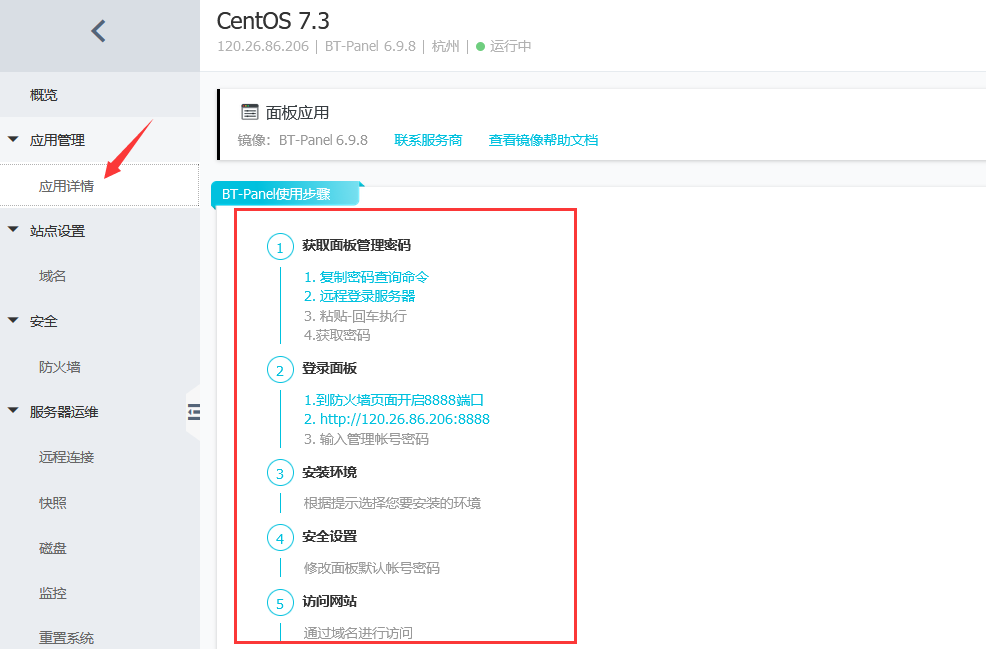 CentOS 7.3
120.26.86.206 | BT-Panel 6.9.8 | 杭州 | 运行中
概览
应用管理
应用详情
站点设置
域名
安全
防火墙
服务器运维
远程连接
快照
磁盘
监控
重置系统
面板应用
镜像: BT-Panel 6.9.8 联系服务商 查看镜像帮助文档
BT-Panel使用步骤
1 获取面板管理密码
1. 复制密码查询命令
2. 远程登录服务器
3. 粘贴-回车执行
4.获取密码
2 登录面板
1.到防火墙页面开启8888端口
2. http://120.26.86.206:8888
3. 输入管理帐号密码
3 安装环境
根据提示选择您要安装的环境
4 安全设置
修改面板默认帐号密码
5 访问网站
通过域名进行访问